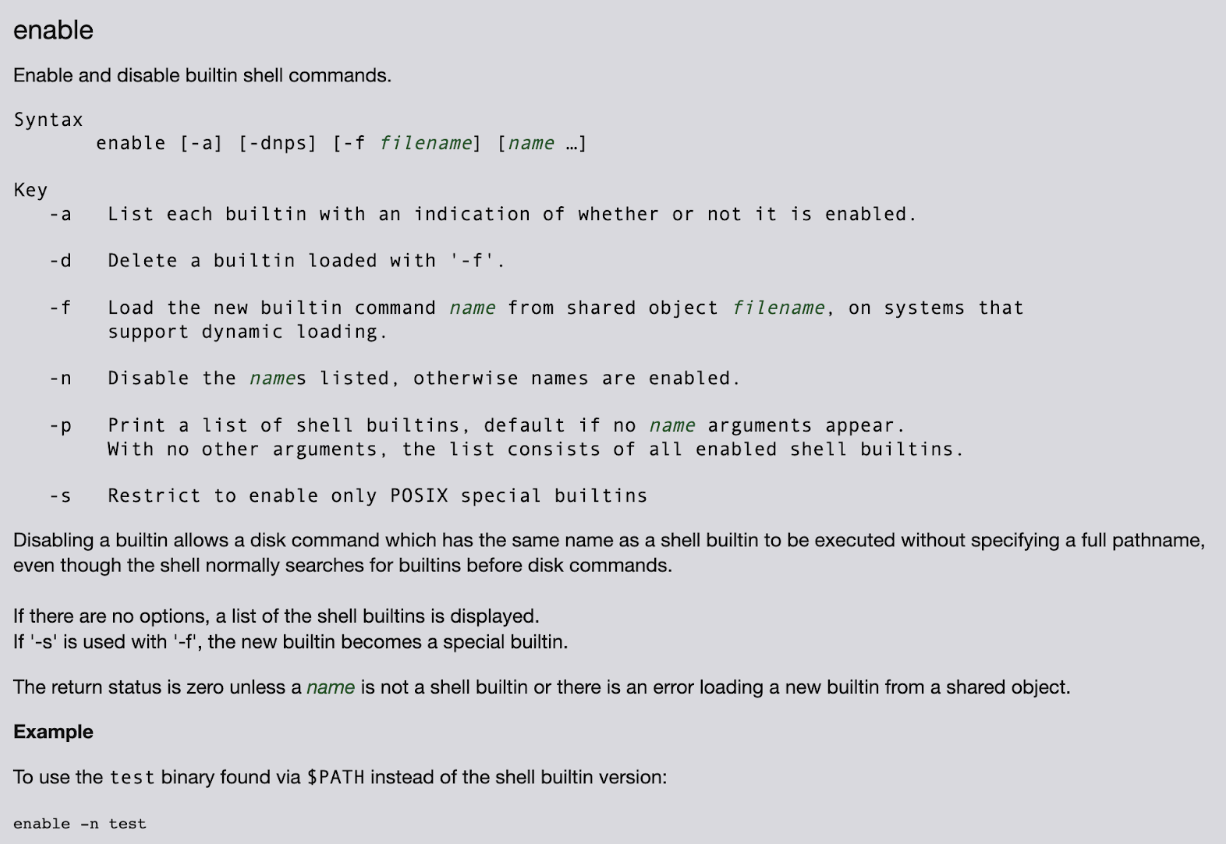 enable
Enable and disable builtin shell commands.
Syntax
enable [-a] [-dnps] [-f filename] [name …]
Key
-a List each builtin with an indication of whether or not it is enabled.
-d Delete a builtin loaded with '-f'.
-f Load the new builtin command name from shared object filename, on systems that
support dynamic loading.
-n Disable the names listed, otherwise names are enabled.
-p Print a list of shell builtins, default if no name arguments appear.
With no other arguments, the list consists of all enabled shell builtins.
-s Restrict to enable only POSIX special builtins
Disabling a builtin allows a disk command which has the same name as a shell builtin to be executed without specifying a full pathname,
even though the shell normally searches for builtins before disk commands.
If there are no options, a list of the shell builtins is displayed.
If '-s' is used with '-f', the new builtin becomes a special builtin.
The return status is zero unless a name is not a shell builtin or there is an error loading a new builtin from a shared object.
Example
To use the test binary found via $PATH instead of the shell builtin version:
enable -n test